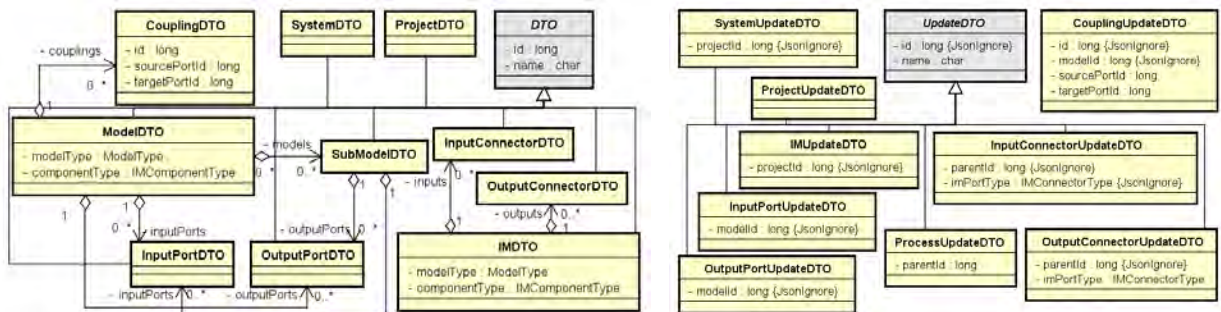 CouplingDTO
- id : long
- sourcePortId : long
- targetPortId : long
SystemDTO
ProjectDTO
DTO
- id : long
- name : char
- couplings
0..*
1
ModelDTO
- modelType : ModelType
- componentType : IMComponentType
- models
0..*
SubModelDTO
InputConnectorDTO
- inputs
0..*
OutputConnectorDTO
- outputs
0..*
1
1
1
1
1
1
0..*
- inputPorts
- outputPorts
0..*
InputPortDTO
OutputPortDTO
IMDTO
- modelType : ModelType
- componentType : IMComponentType
- inputPorts
0..*
- outputPorts
0..*
SystemUpdateDTO
- projectId : long {JsonIgnore}
UpdateDTO
- id : long {JsonIgnore}
- name : char
CouplingUpdateDTO
- id : long {JsonIgnore}
- modelId : long {JsonIgnore}
- sourcePortId : long
- targetPortId : long
ProjectUpdateDTO
IMUpdateDTO
- projectId : long {JsonIgnore}
InputConnectorUpdateDTO
- parentId : long {JsonIgnore}
- imPortType : IMConnectorType {JsonIgnore}
InputPortUpdateDTO
- modelId : long {JsonIgnore}
ProcessUpdateDTO
- parentId : long
OutputConnectorUpdateDTO
- parentId : long {JsonIgnore}
- imPortType : IMConnectorType
OutputPortUpdateDTO
- modelId : long {JsonIgnore}